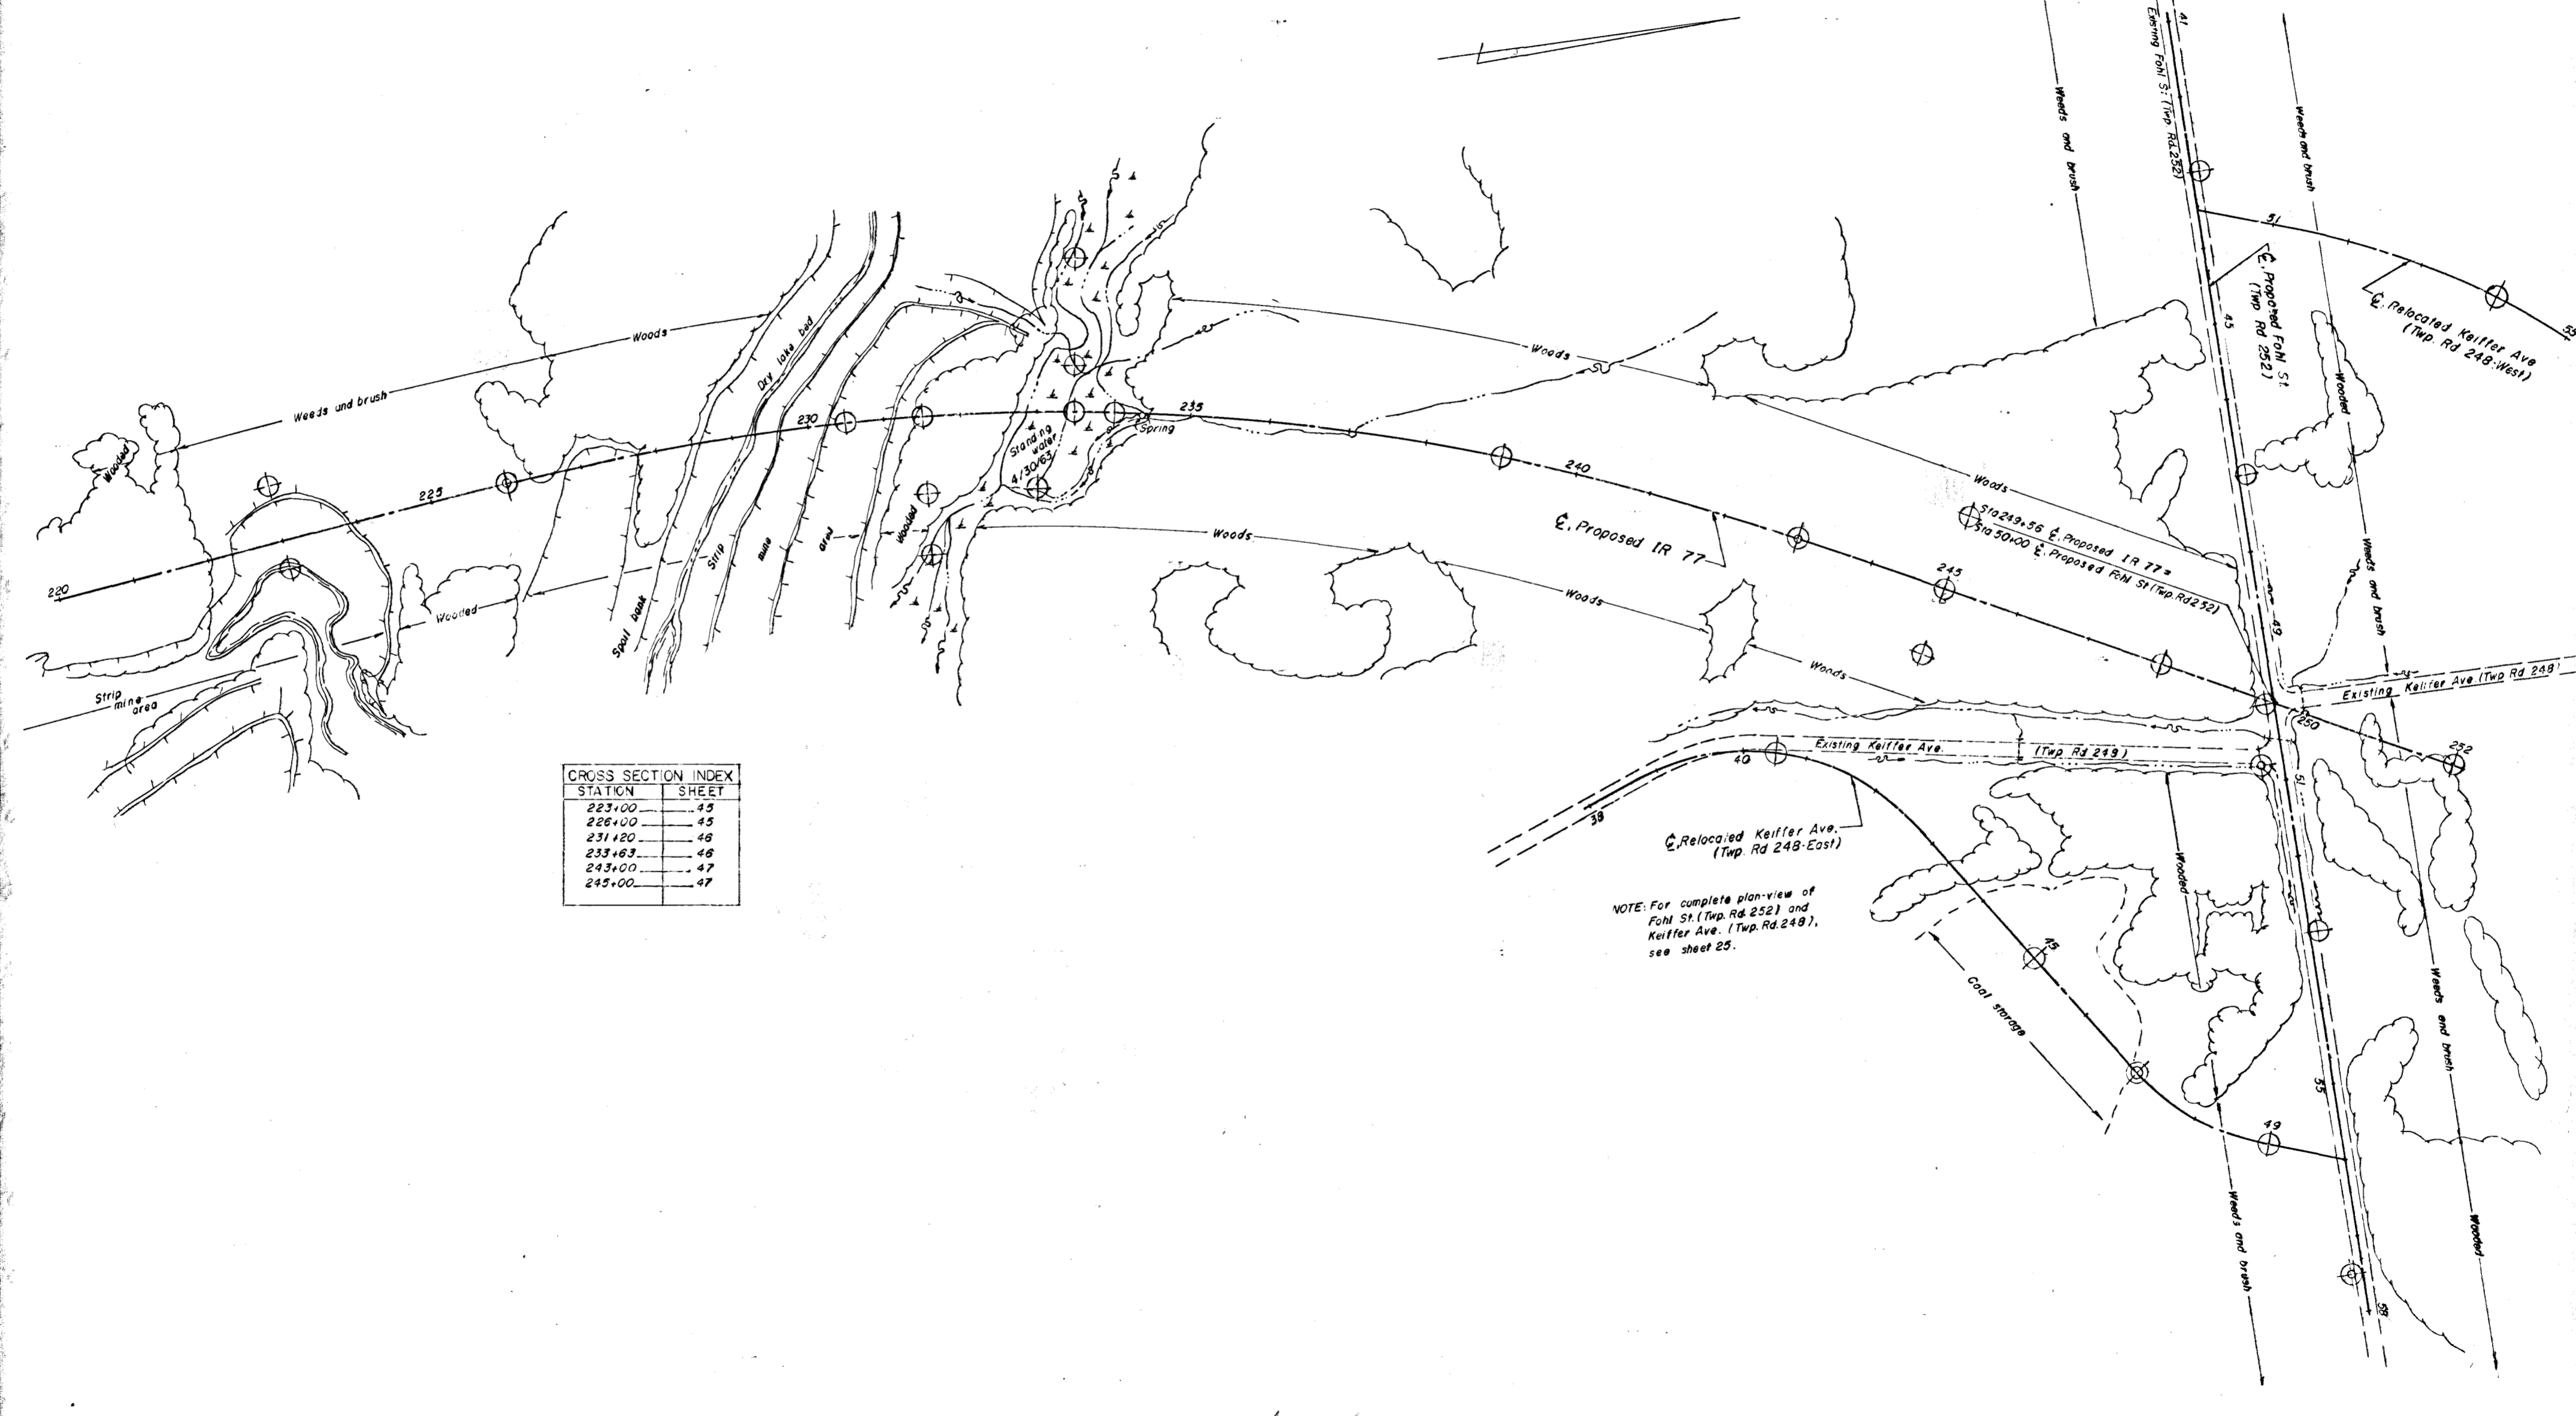 41
Existing Fohl St (Twp. Rd. 252)
Weeds and brush
Weeds and brush
51
℄ Proposed Fohl St.
(Twp Rd 252)
℄ Relocated Keiffer Ave
(Twp. Rd 248-West)
55
45
Wooded
Woods
Dry lake bed
Woods
Weeds and brush
230
235
Spring
Standing
water
4/30/63
Wooded
225
220
Wooded
Wooded
Strip
mine
area
Spoil bank
Strip
mine
area
Woods
240
℄ Proposed IR 77
Woods
Sta 249+56 ℄ Proposed IR 77=
Sta 50+00 ℄ Proposed Fohl St (Twp. Rd 252)
245
Woods
Woods
49
Weeds and brush
Existing Keiffer Ave (Twp Rd 248)
250
252
Existing Keiffer Ave.
(Twp. Rd 248)
40
38
℄ Relocated Keiffer Ave.
(Twp. Rd 248-East)
51
Wooded
NOTE: For complete plan-view of
Fohl St. (Twp. Rd. 252) and
Keiffer Ave. (Twp. Rd. 248),
see sheet 25.
45
Coal storage
49
55
Weeds and brush
Weeds and brush
Wooded
58
CROSS SECTION INDEX
STATION SHEET
223+00 45
226+00 45
231+20 46
233+63 46
243+00 47
245+00 47